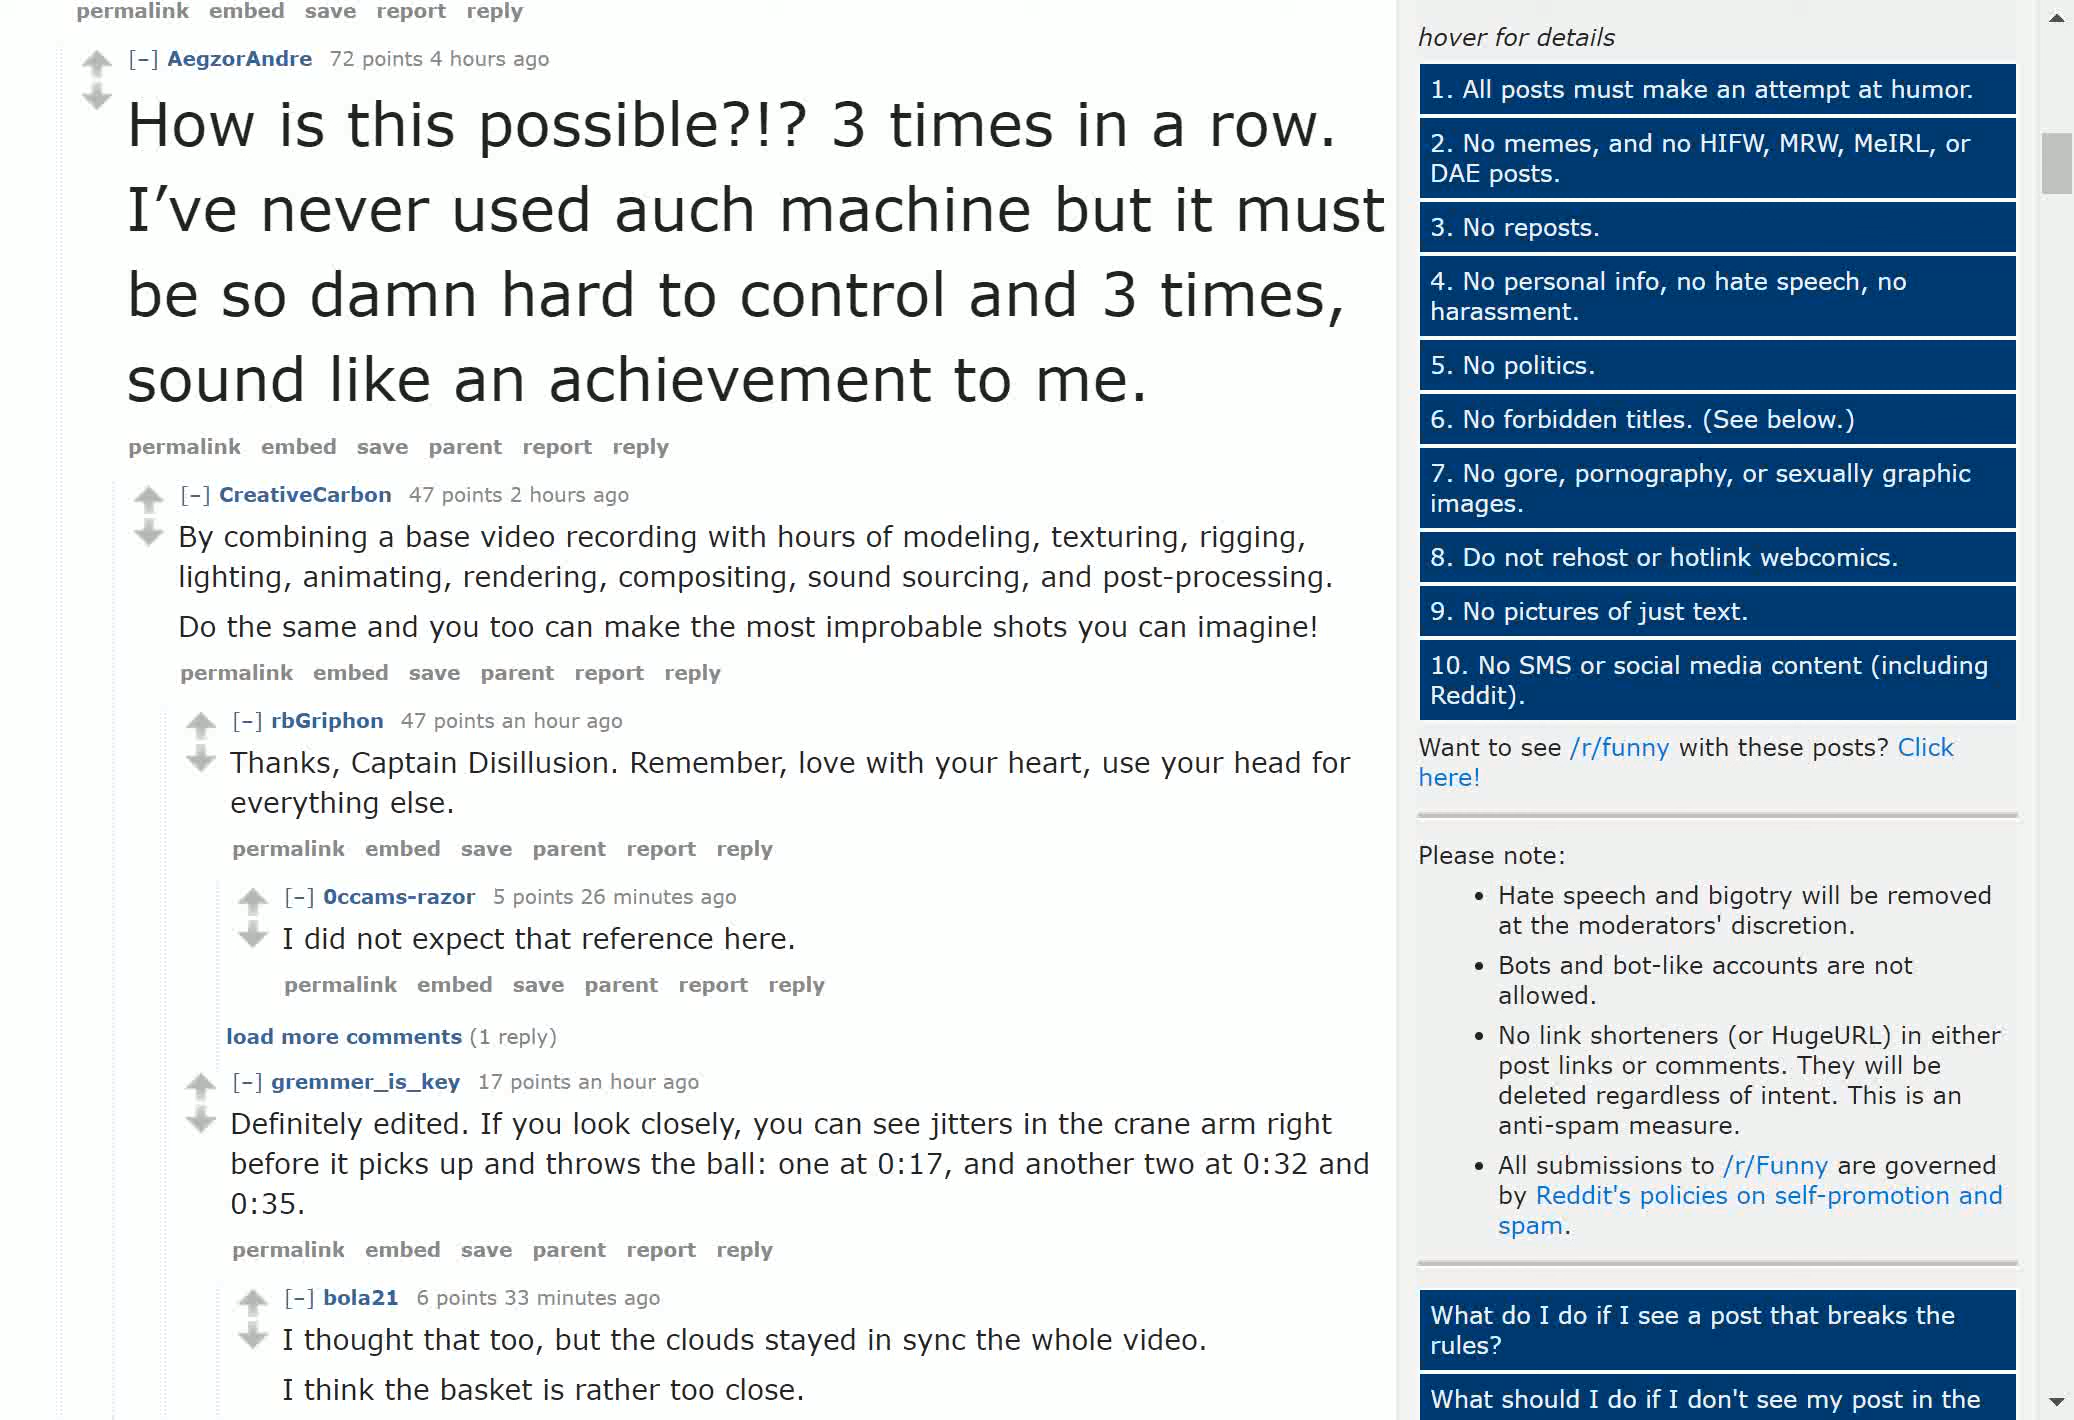 permalink embed save report reply
[–] AegzorAndre 72 points 4 hours ago
How is this possible?!? 3 times in a row.
I’ve never used auch machine but it must
be so damn hard to control and 3 times,
sound like an achievement to me.
permalink embed save parent report reply
[–] CreativeCarbon 47 points 2 hours ago
By combining a base video recording with hours of modeling, texturing, rigging,
lighting, animating, rendering, compositing, sound sourcing, and post-processing.
Do the same and you too can make the most improbable shots you can imagine!
permalink embed save parent report reply
[–] rbGriphon 47 points an hour ago
Thanks, Captain Disillusion. Remember, love with your heart, use your head for
everything else.
permalink embed save parent report reply
[–] 0ccams-razor 5 points 26 minutes ago
I did not expect that reference here.
permalink embed save parent report reply
load more comments (1 reply)
[–] gremmer_is_key 17 points an hour ago
Definitely edited. If you look closely, you can see jitters in the crane arm right
before it picks up and throws the ball: one at 0:17, and another two at 0:32 and
0:35.
permalink embed save parent report reply
[–] bola21 6 points 33 minutes ago
I thought that too, but the clouds stayed in sync the whole video.
I think the basket is rather too close.
hover for details
1. All posts must make an attempt at humor.
2. No memes, and no HIFW, MRW, MeIRL, or
DAE posts.
3. No reposts.
4. No personal info, no hate speech, no
harassment.
5. No politics.
6. No forbidden titles. (See below.)
7. No gore, pornography, or sexually graphic
images.
8. Do not rehost or hotlink webcomics.
9. No pictures of just text.
10. No SMS or social media content (including
Reddit).
Want to see /r/funny with these posts? Click
here!
Please note:
• Hate speech and bigotry will be removed
at the moderators' discretion.
• Bots and bot-like accounts are not
allowed.
• No link shorteners (or HugeURL) in either
post links or comments. They will be
deleted regardless of intent. This is an
anti-spam measure.
• All submissions to /r/Funny are governed
by Reddit's policies on self-promotion and
spam.
What do I do if I see a post that breaks the
rules?
What should I do if I don't see my post in the